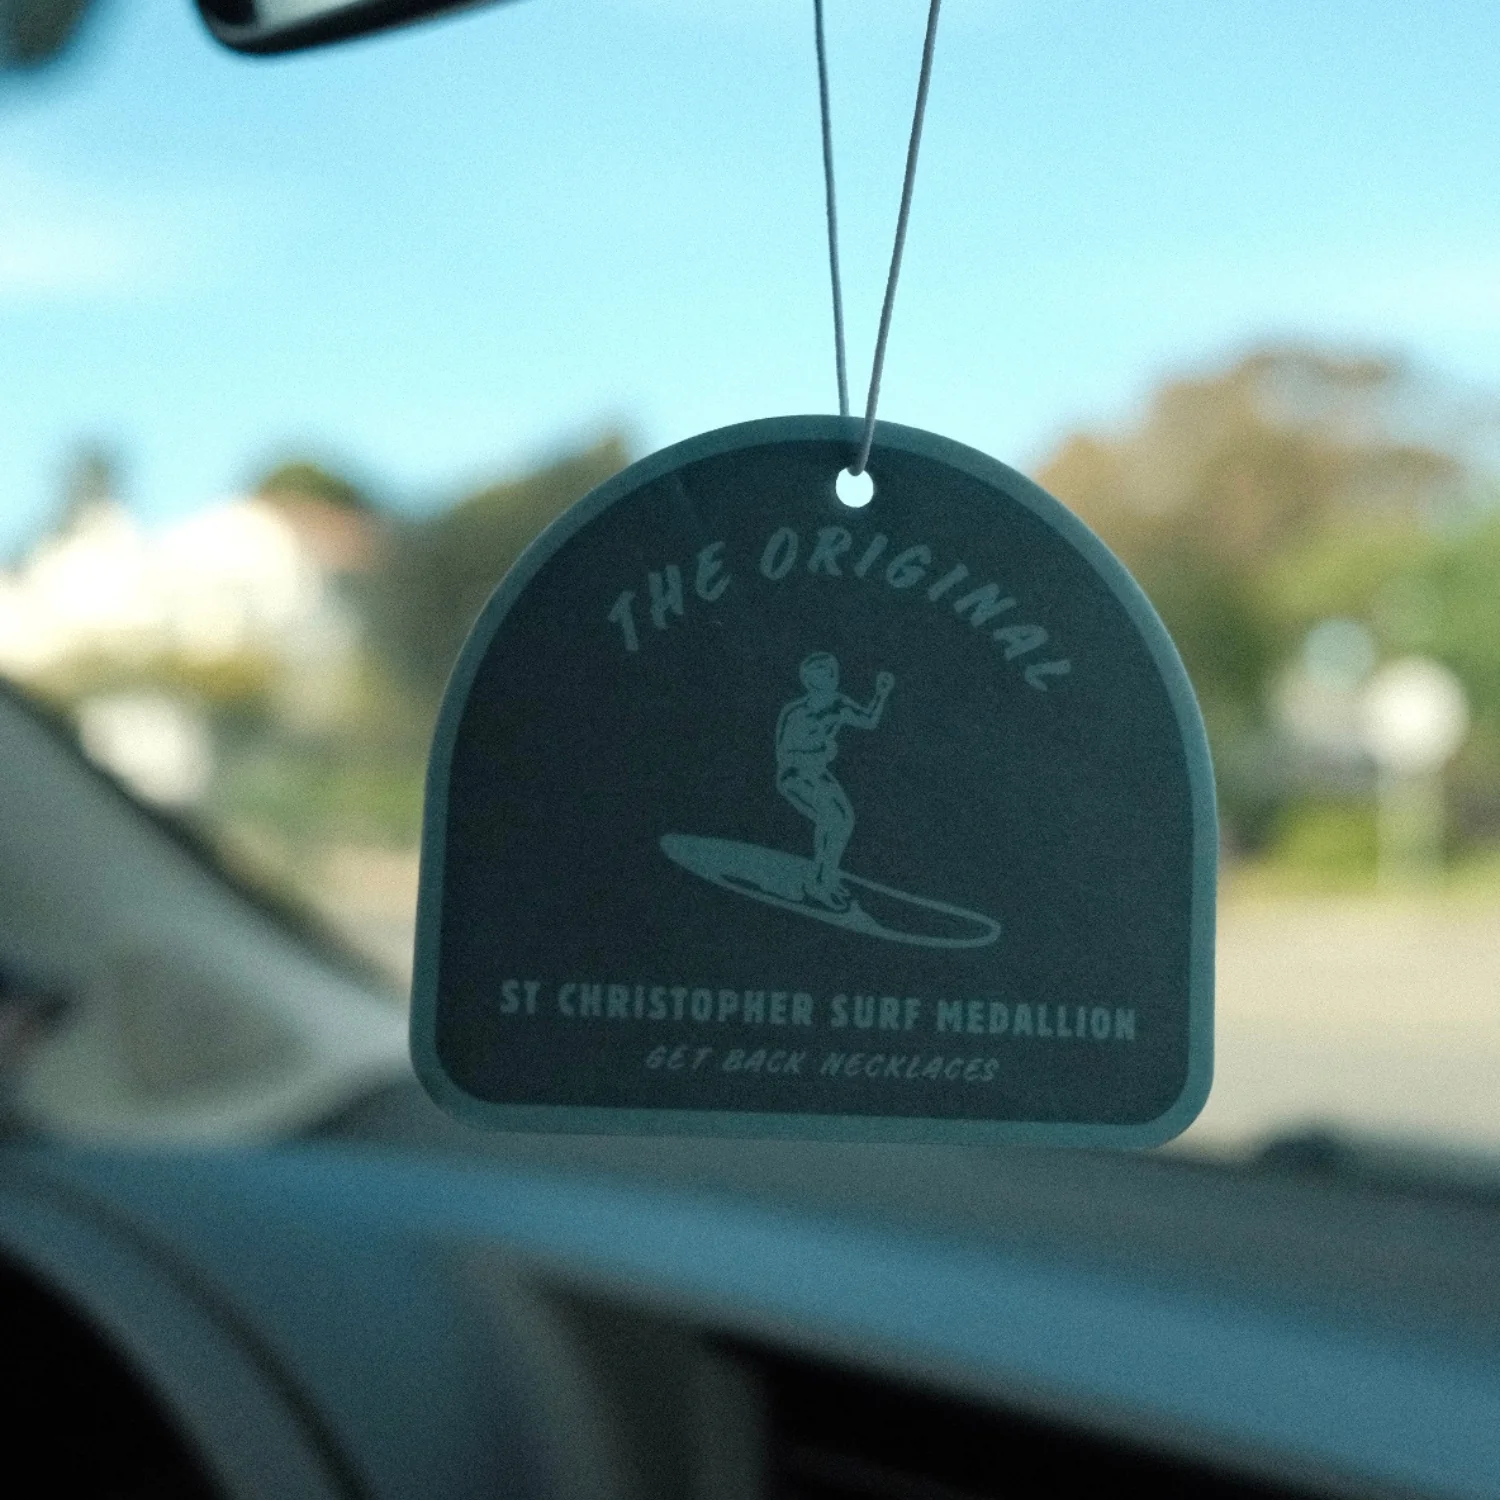 THE ORIGINAL
ST CHRISTOPHER SURF MEDALLION
GET BACK NECKLACES